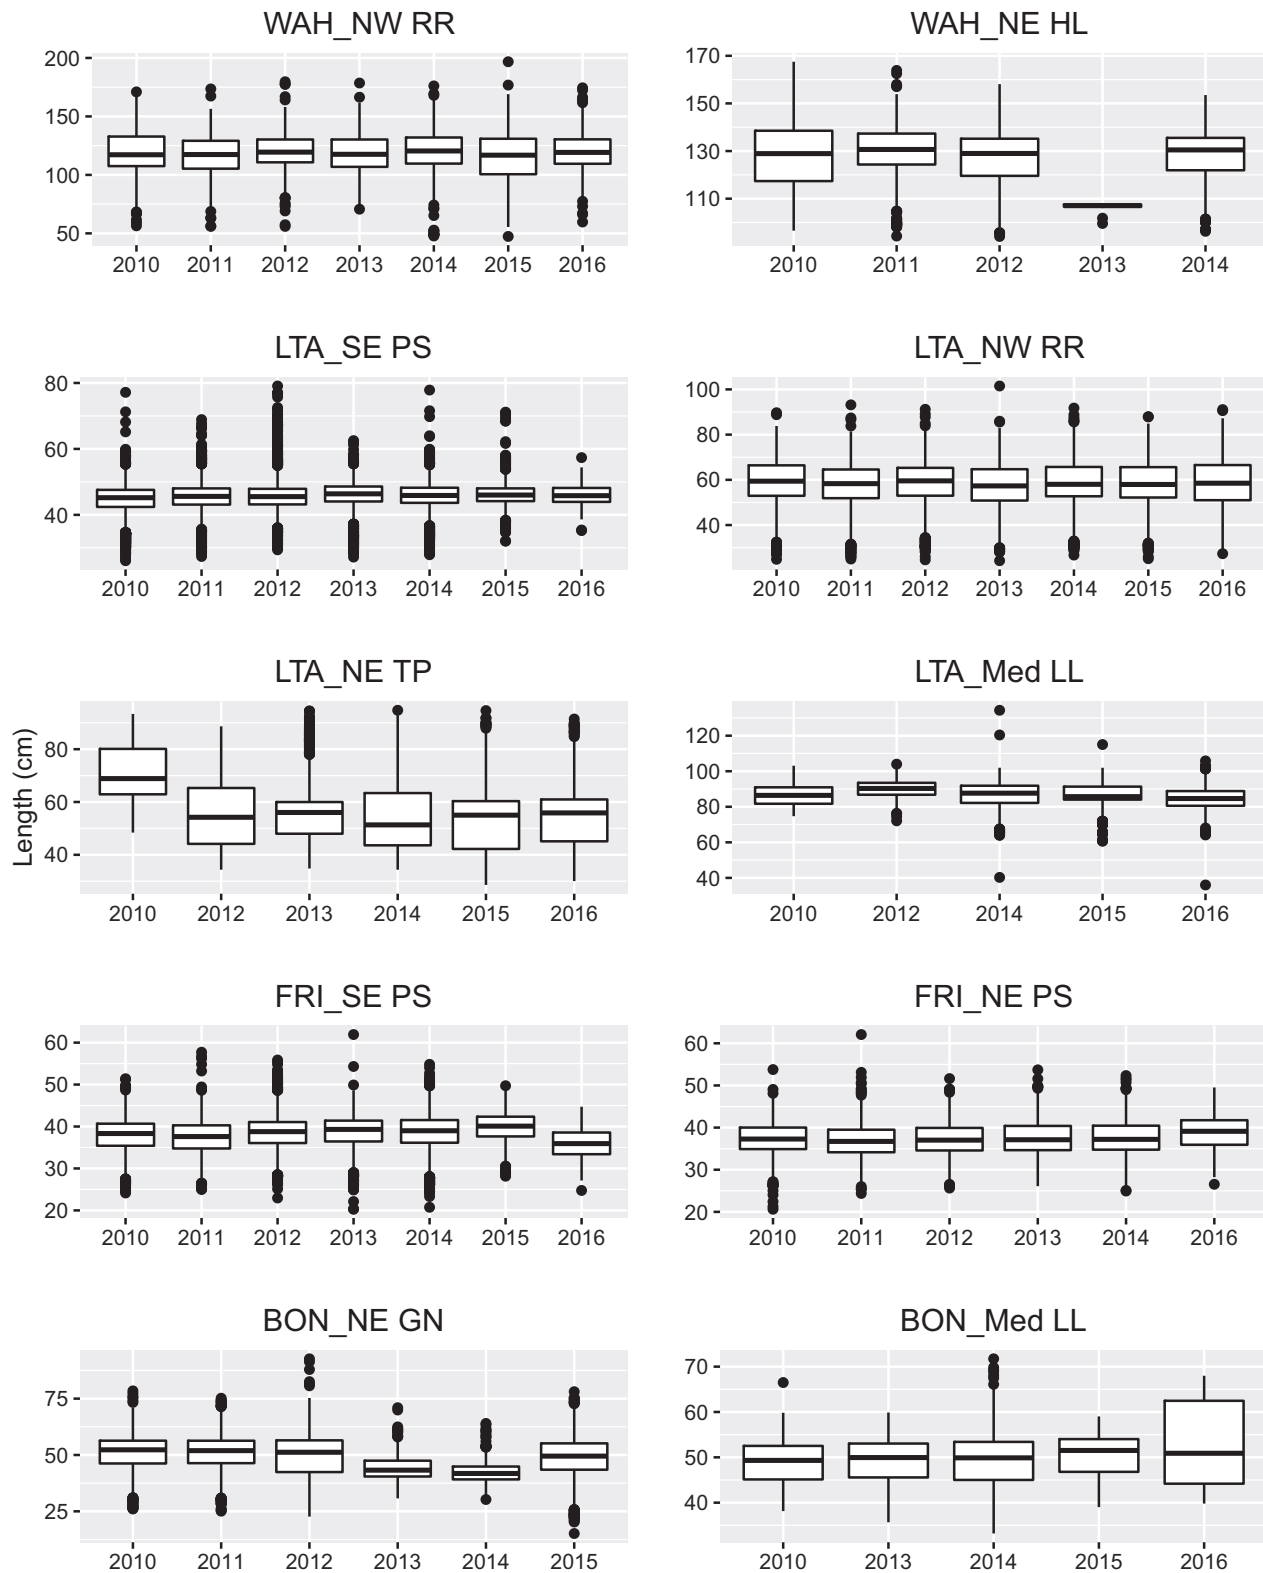 WAH_NW RR
WAH_NE HL
200
150
100
50
2010 2011 2012 2013 2014 2015 2016
170
150
130
110
2010 2011 2012 2013 2014
LTA_SE PS
LTA_NW RR
80
60
40
2010 2011 2012 2013 2014 2015 2016
100
80
60
40
2010 2011 2012 2013 2014 2015 2016
LTA_NE TP
LTA_Med LL
Length (cm)
80
60
40
2010 2012 2013 2014 2015 2016
120
100
80
60
40
2010 2012 2014 2015 2016
FRI_SE PS
FRI_NE PS
60
50
40
30
20
2010 2011 2012 2013 2014 2015 2016
60
50
40
30
20
2010 2011 2012 2013 2014 2016
BON_NE GN
BON_Med LL
75
50
25
2010 2011 2012 2013 2014 2015
70
60
50
40
2010 2013 2014 2015 2016